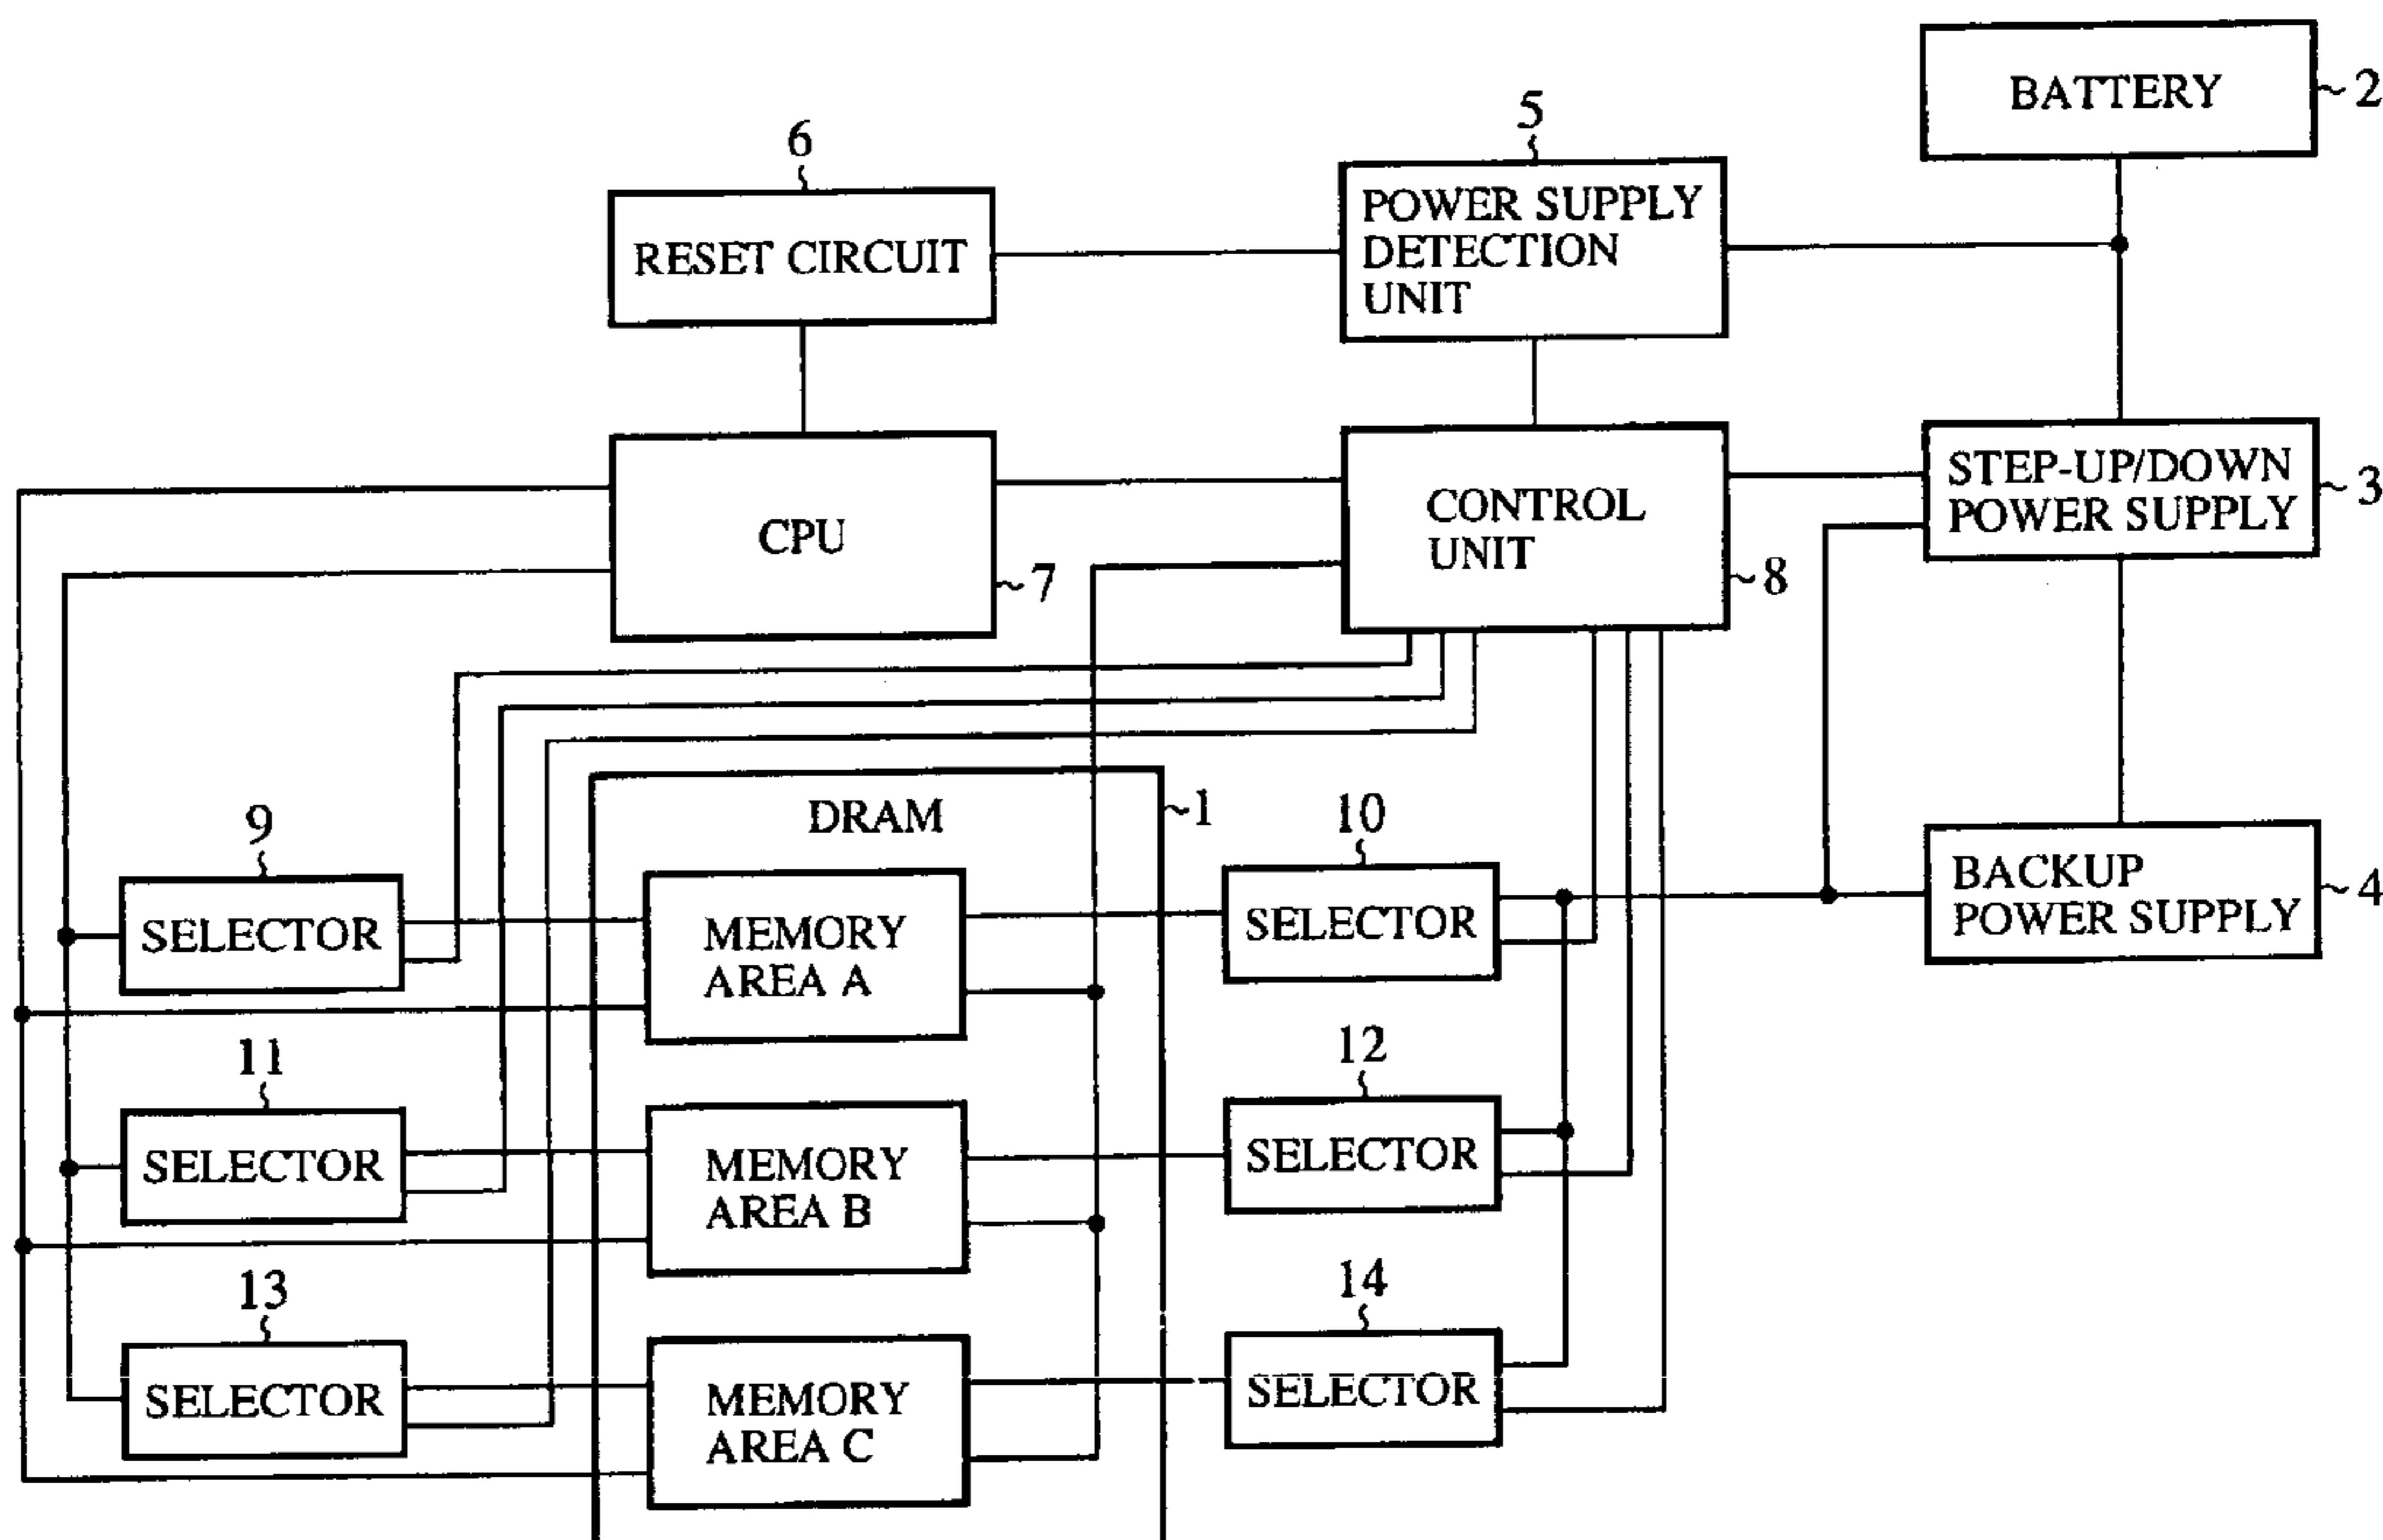 BATTERY
2
5
6
POWER SUPPLY
DETECTION
UNIT
RESET CIRCUIT
STEP-UP/DOWN
POWER SUPPLY
3
CONTROL
UNIT
8
CPU
7
DRAM
1
9
10
SELECTOR
MEMORY
AREA A
SELECTOR
BACKUP
POWER SUPPLY
4
11
12
SELECTOR
MEMORY
AREA B
SELECTOR
13
14
SELECTOR
MEMORY
AREA C
SELECTOR